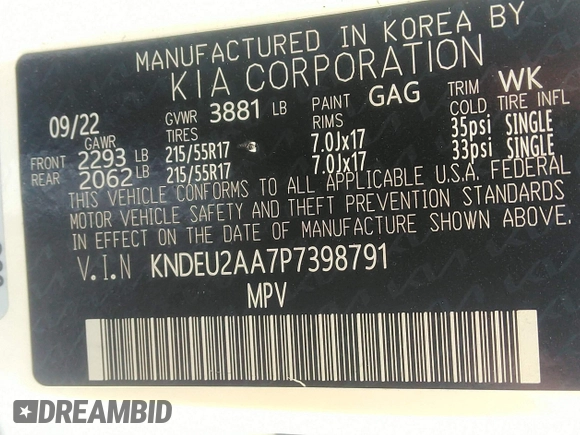 MANUFACTURED IN KOREA BY
KIA CORPORATION
09/22 GVWR 3881 LB PAINT GAG TRIM WK
GAWR TIRES RIMS COLD TIRE INFL
FRONT 2293 LB 215/55R17 7.0Jx17 35psi SINGLE
REAR 2062 LB 215/55R17 7.0Jx17 33psi SINGLE
THIS VEHICLE CONFORMS TO ALL APPLICABLE U.S.A. FEDERAL
MOTOR VEHICLE SAFETY AND THEFT PREVENTION STANDARDS
IN EFFECT ON THE DATE OF MANUFACTURE SHOWN ABOVE.
V.I.N KNDEU2AA7P7398791
MPV
DREAMBID